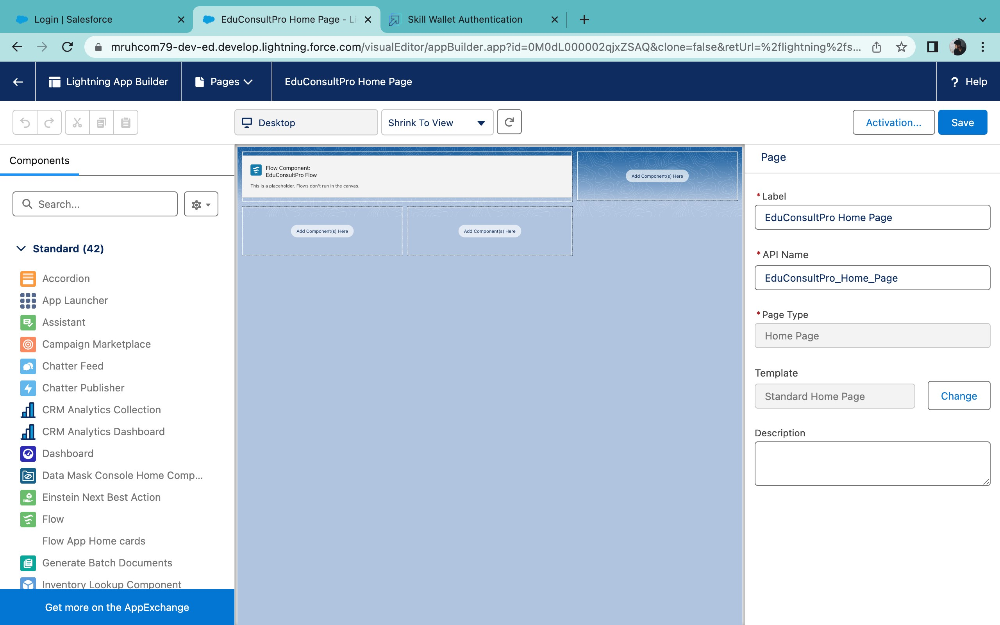 Login | Salesforce
EduConsultPro Home Page - Li
Skill Wallet Authentication
mruhcom79-dev-ed.develop.lightning.force.com/visualEditor/appBuilder.app?id=0M0dL000002qjxZSAQ&clone=false&retUrl=%2flightning%2fs...
Lightning App Builder
Pages
EduConsultPro Home Page
? Help
Desktop
Shrink To View
Activation...
Save
Components
Search...
Standard (42)
Accordion
App Launcher
Assistant
Campaign Marketplace
Chatter Feed
Chatter Publisher
CRM Analytics Collection
CRM Analytics Dashboard
Dashboard
Data Mask Console Home Comp...
Einstein Next Best Action
Flow
Flow App Home cards
Generate Batch Documents
Inventory Lookup Component
Get more on the AppExchange
Flow Component:
EduConsultPro Flow
This is a placeholder. Flows don't run in the canvas.
Add Component(s) Here
Add Component(s) Here
Add Component(s) Here
Page
*Label
EduConsultPro Home Page
*API Name
EduConsultPro_Home_Page
*Page Type
Home Page
Template
Standard Home Page
Change
Description